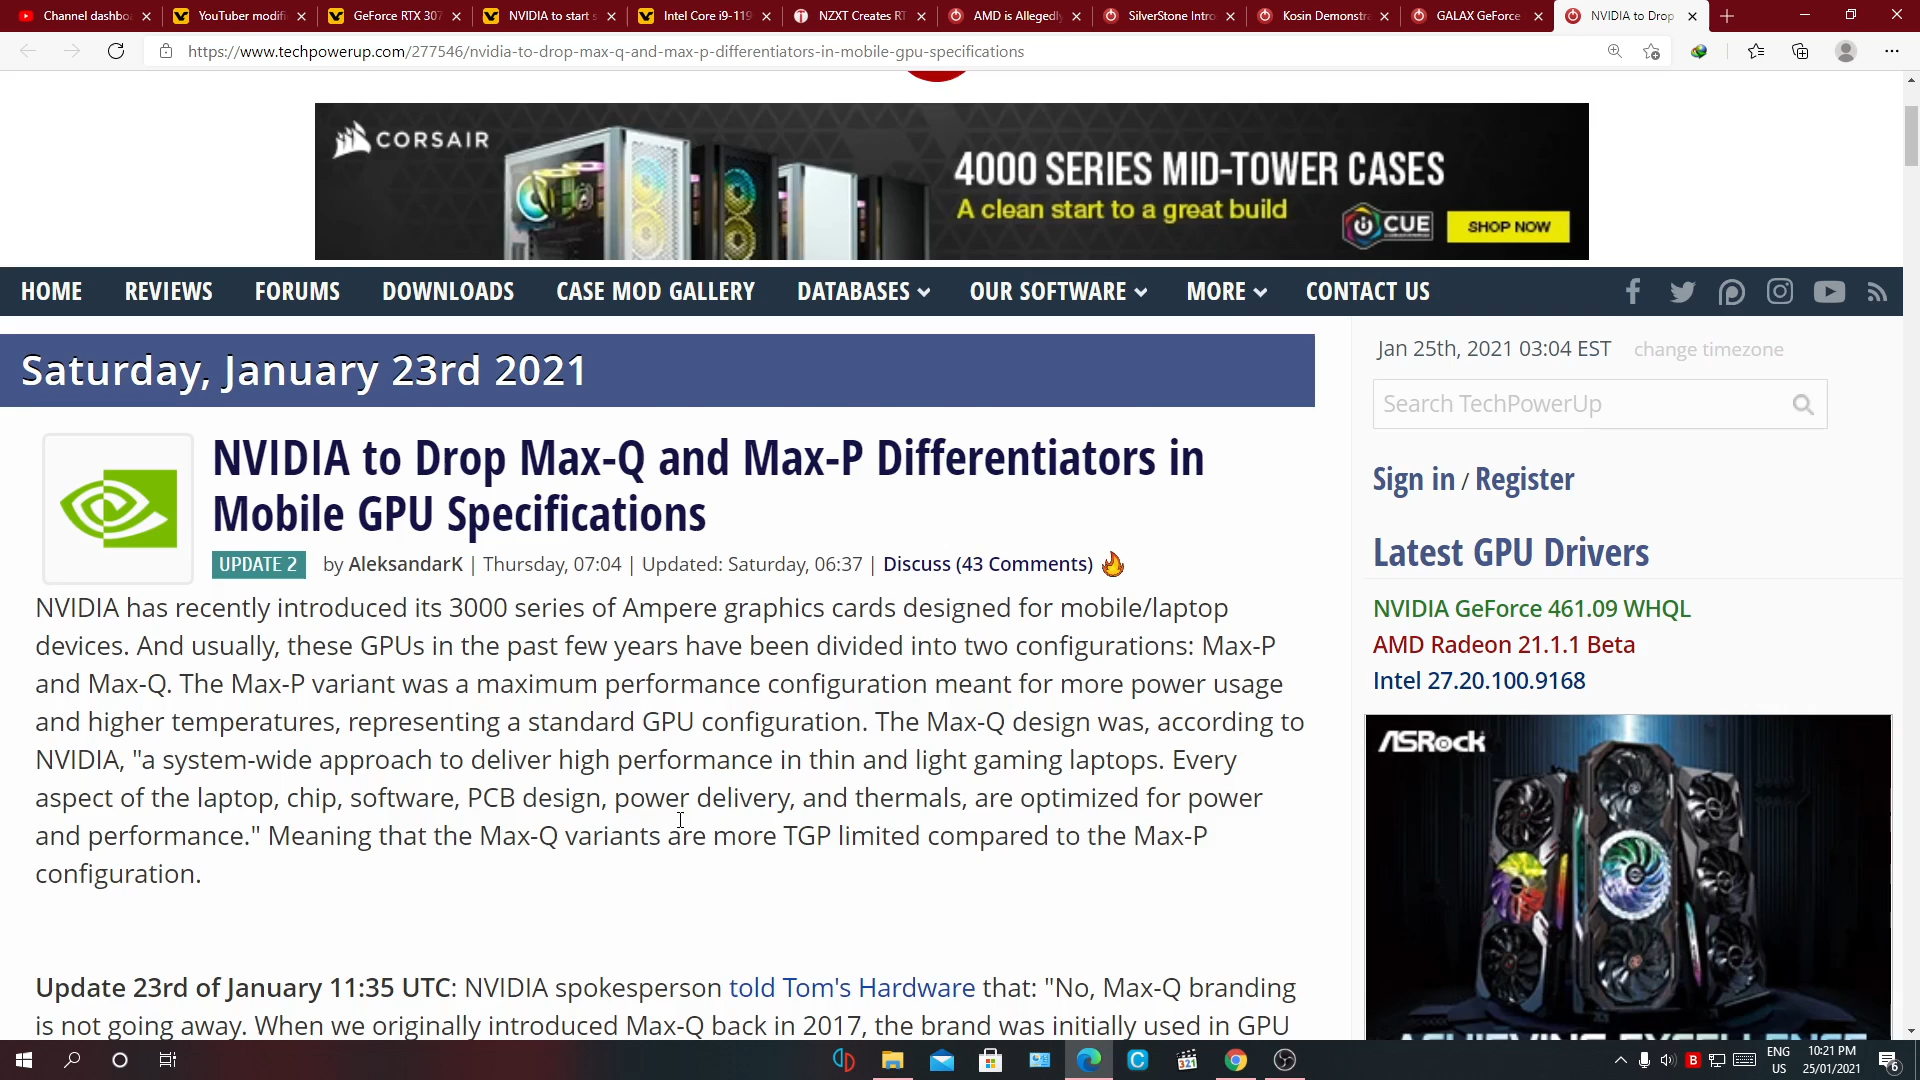 Channel dashbo
YouTuber modifi
GeForce RTX 307
NVIDIA to start s
Intel Core i9-119
NZXT Creates RT
AMD is Allegedly
SilverStone Intro
Kosin Demonstra
GALAX GeForce
NVIDIA to Drop
https://www.techpowerup.com/277546/nvidia-to-drop-max-q-and-max-p-differentiators-in-mobile-gpu-specifications
CORSAIR
4000 SERIES MID-TOWER CASES
A clean start to a great build
iCUE
SHOP NOW
HOME
REVIEWS
FORUMS
DOWNLOADS
CASE MOD GALLERY
DATABASES
OUR SOFTWARE
MORE
CONTACT US
Saturday, January 23rd 2021
Jan 25th, 2021 03:04 EST change timezone
Search TechPowerUp
NVIDIA to Drop Max-Q and Max-P Differentiators in
Mobile GPU Specifications
UPDATE 2 by AleksandarK | Thursday, 07:04 | Updated: Saturday, 06:37 | Discuss (43 Comments)
NVIDIA has recently introduced its 3000 series of Ampere graphics cards designed for mobile/laptop
devices. And usually, these GPUs in the past few years have been divided into two configurations: Max-P
and Max-Q. The Max-P variant was a maximum performance configuration meant for more power usage
and higher temperatures, representing a standard GPU configuration. The Max-Q design was, according to
NVIDIA, "a system-wide approach to deliver high performance in thin and light gaming laptops. Every
aspect of the laptop, chip, software, PCB design, power delivery, and thermals, are optimized for power
and performance." Meaning that the Max-Q variants are more TGP limited compared to the Max-P
configuration.
Update 23rd of January 11:35 UTC: NVIDIA spokesperson told Tom's Hardware that: "No, Max-Q branding
is not going away. When we originally introduced Max-Q back in 2017, the brand was initially used in GPU
Sign in / Register
Latest GPU Drivers
NVIDIA GeForce 461.09 WHQL
AMD Radeon 21.1.1 Beta
Intel 27.20.100.9168
ASRock
ACHIEVING EXCELLENCE
321
B
ENG
US
10:21 PM
25/01/2021
6